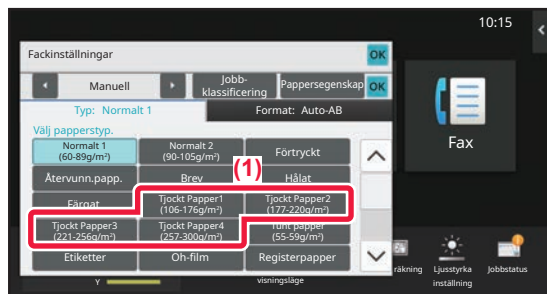 10:15
Fackinställningar
OK
Manuell
Jobb-
klassificering
Pappersegenskap
OK
Typ: Normalt 1
Format: Auto-AB
Välj papperstyp.
Normalt 1
(60-89g/m²)
Normalt 2
(90-105g/m²)
Förtryckt
Återvunn.papp.
Brev
Hålat
(1)
Färgat
Tjockt Papper1
(106-176g/m²)
Tjockt Papper2
(177-220g/m²)
Tjockt Papper3
(221-256g/m²)
Tjockt Papper4
(257-300g/m²)
Tunt papper
(55-59g/m²)
Etiketter
Oh-film
Registerpapper
Fax
Y
visningsläge
räkning
Ljusstyrka
inställning
Jobbstatus